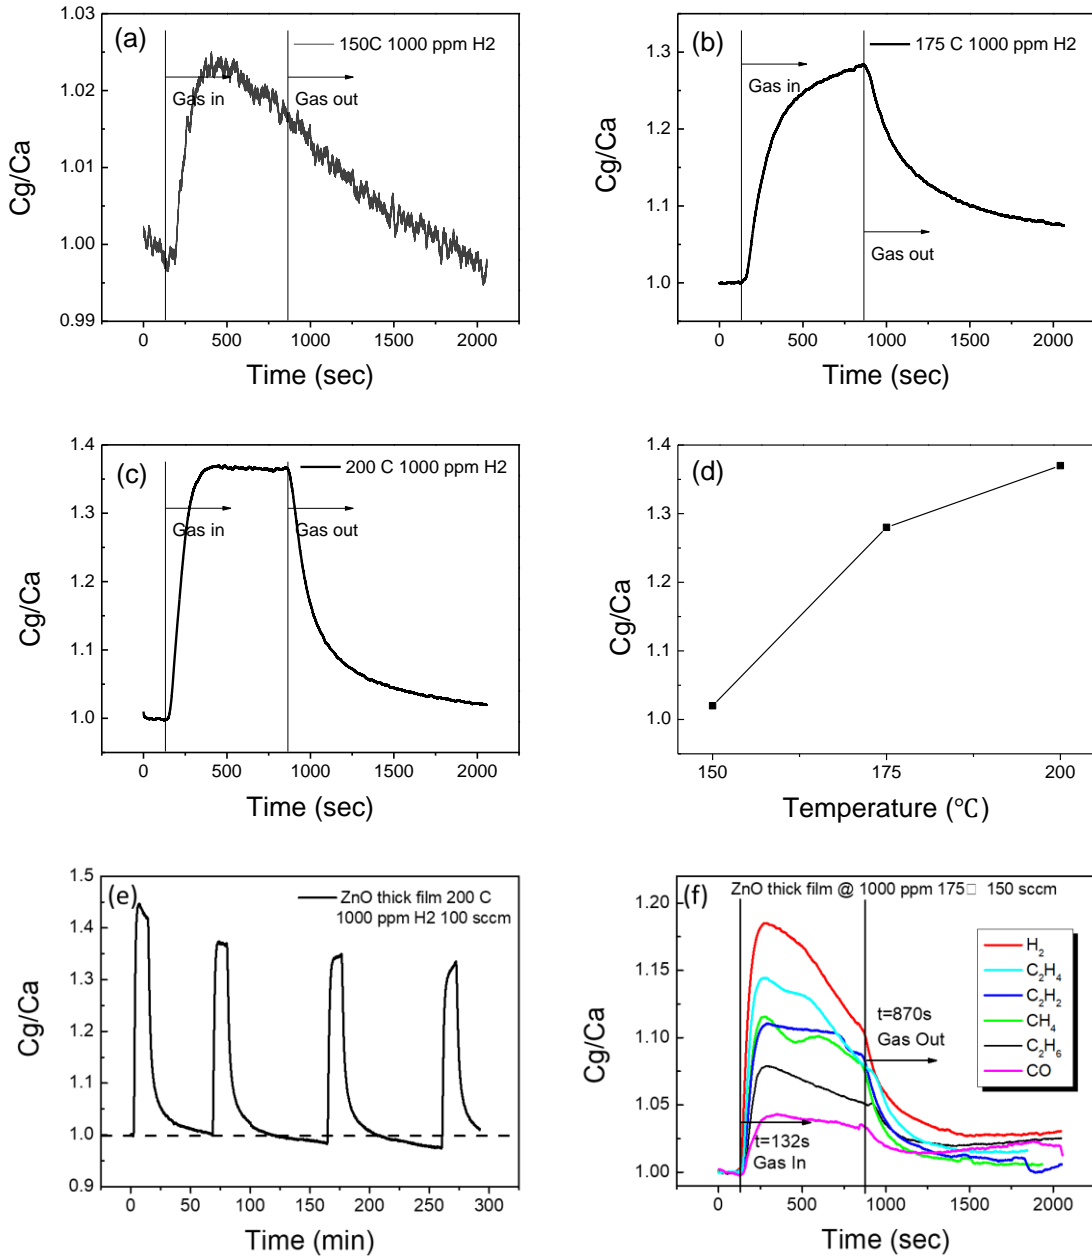 (a)
150C 1000 ppm H2
Gas in
Gas out
1.03
1.02
1.01
1.00
0.99
Cg/Ca
0 500 1000 1500 2000
Time (sec)
(b)
175 C 1000 ppm H2
Gas in
Gas out
1.3
1.2
1.1
1.0
Cg/Ca
0 500 1000 1500 2000
Time (sec)
(c)
200 C 1000 ppm H2
Gas in
Gas out
1.4
1.3
1.2
1.1
1.0
Cg/Ca
0 500 1000 1500 2000
Time (sec)
(d)
1.4
1.3
1.2
1.1
1.0
Cg/Ca
150 175 200
Temperature (℃)
(e)
ZnO thick film 200 C
1000 ppm H2 100 sccm
1.5
1.4
1.3
1.2
1.1
1.0
0.9
Cg/Ca
0 50 100 150 200 250 300
Time (min)
(f)
ZnO thick film @ 1000 ppm 175□ 150 sccm
H₂
C₂H₄
C₂H₂
CH₄
C₂H₆
CO
t=870s
Gas Out
t=132s
Gas In
1.20
1.15
1.10
1.05
1.00
Cg/Ca
0 500 1000 1500 2000
Time (sec)